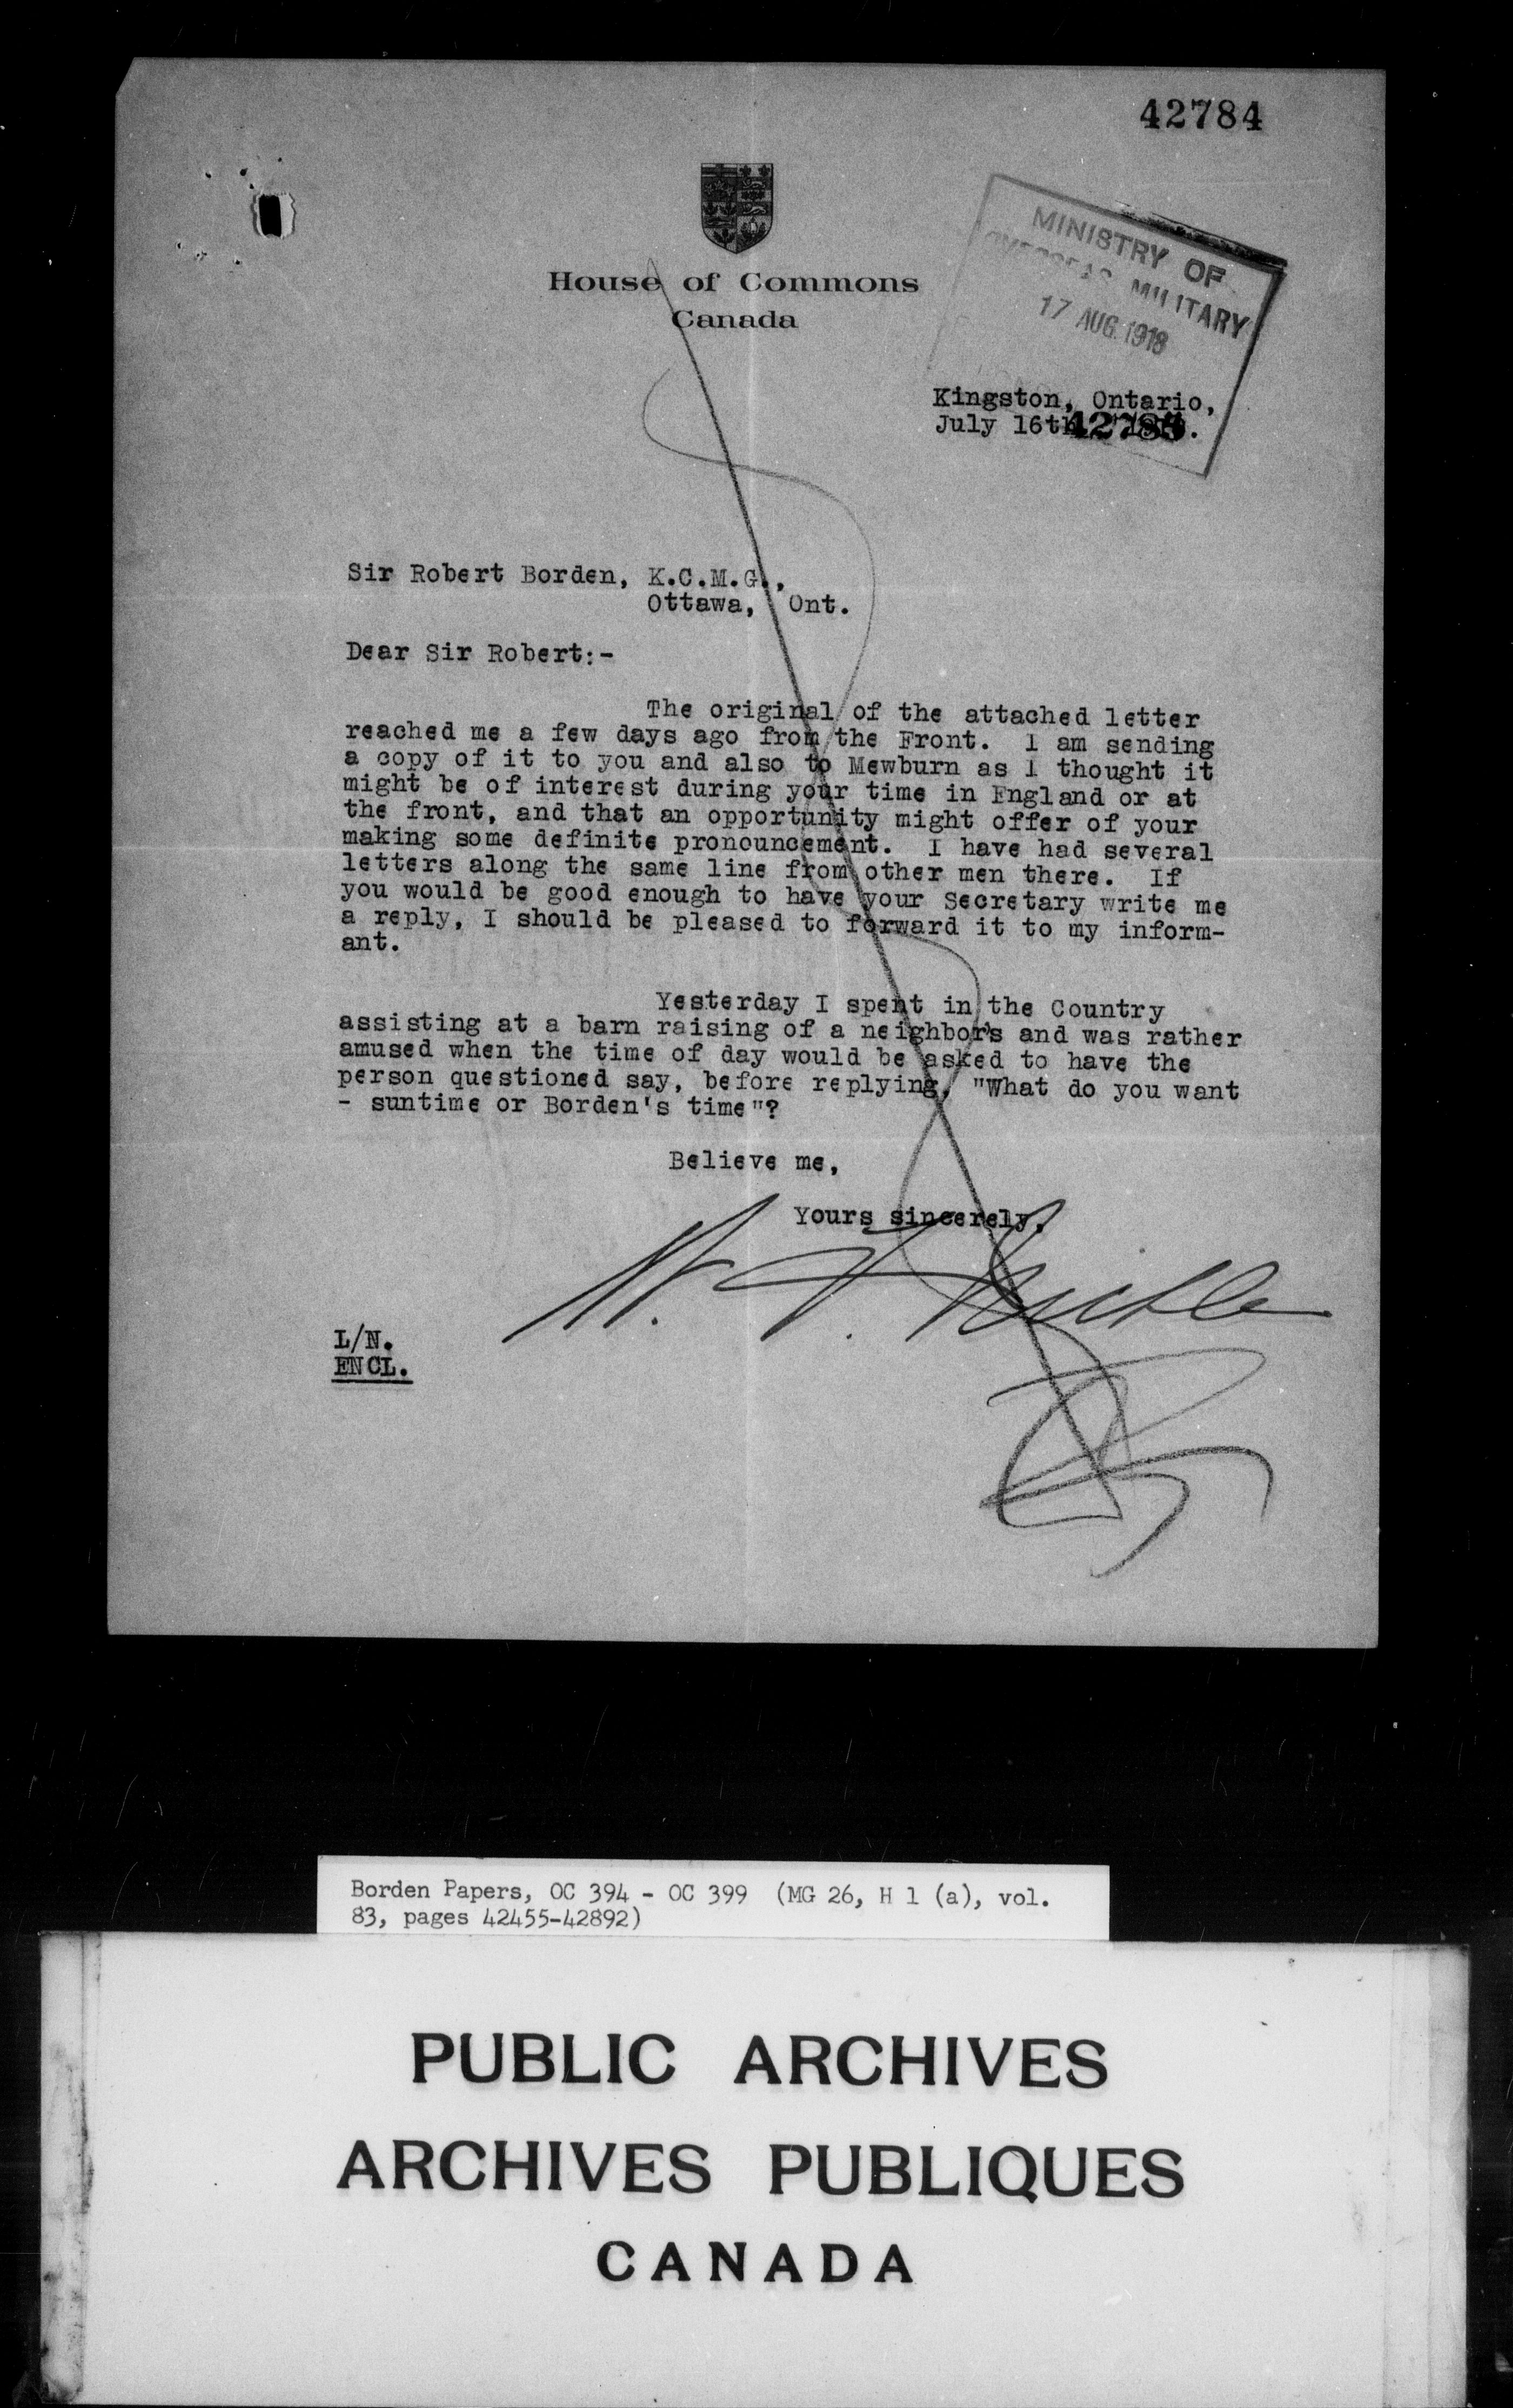 42784
House of Commons
Canada
MINISTRY OF
OVERSEAS MILITARY
17 AUG. 1918
Kingston, Ontario,
July 16th
42785.
Sir Robert Borden, K.C.M.G.,
Ottawa, Ont.
Dear Sir Robert:-
The original of the attached letter
reached me a few days ago from the Front. I am sending
a copy of it to you and also to Mewburn as I thought it
might be of interest during your time in England or at
the front, and that an opportunity might offer of your
making some definite pronouncement. I have had several
letters along the same line from other men there. If
you would be good enough to have your Secretary write me
a reply, I should be pleased to forward it to my inform-
ant.
Yesterday I spent in the Country
assisting at a barn raising of a neighbor's and was rather
amused when the time of day would be asked to have the
person questioned say, before replying, "What do you want
- suntime or Borden's time"?
Believe me,
Yours sincerely,
W. F. Nickle
L/N.
ENCL.
Borden Papers, OC 394 - OC 399 (MG 26, H 1 (a), vol.
83, pages 42455-42892)
PUBLIC ARCHIVES
ARCHIVES PUBLIQUES
CANADA